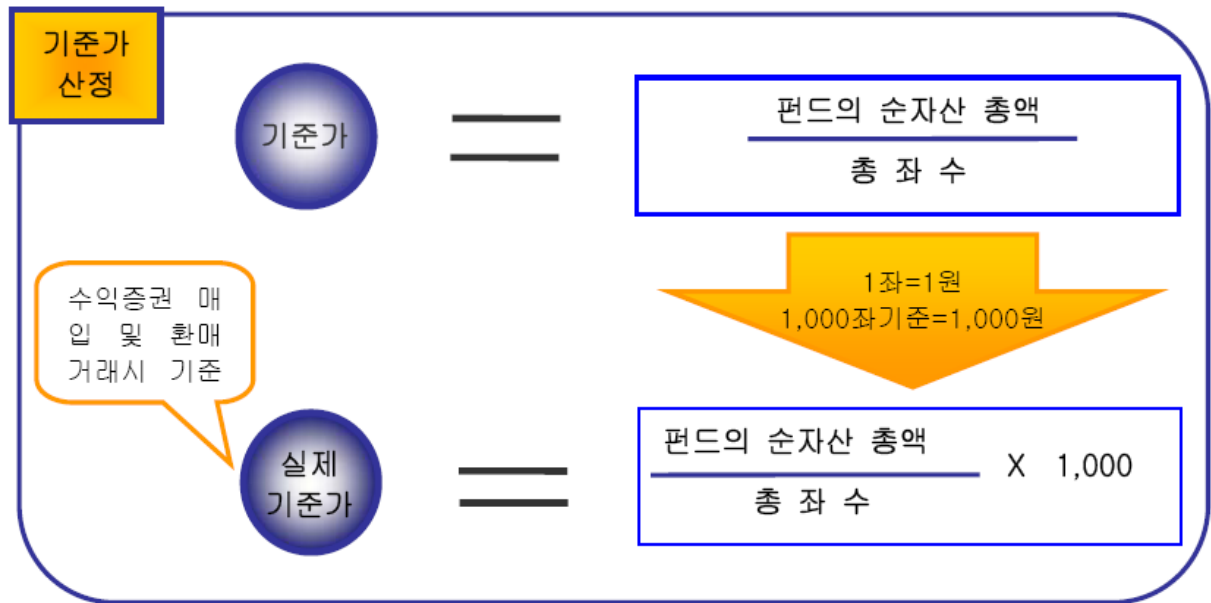 기준가
산정
기준가
펀드의 순자산 총액
총 좌 수
1좌=1원
1,000좌기준=1,000원
수익증권 매
입 및 환매
거래시 기준
실제
기준가
펀드의 순자산 총액
총 좌 수
X 1,000